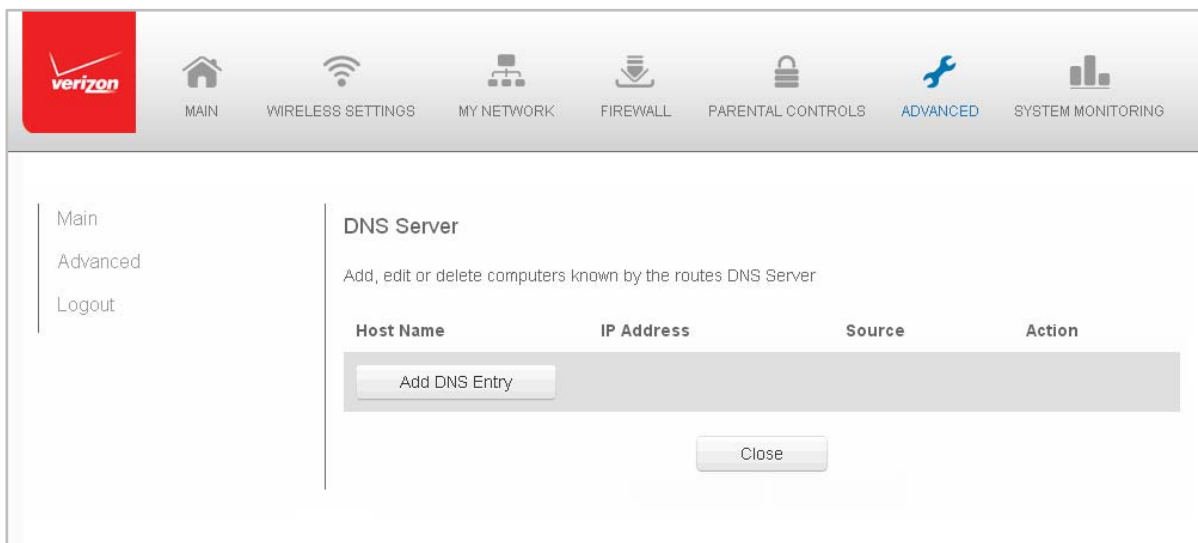 verizon
MAIN WIRELESS SETTINGS MY NETWORK FIREWALL PARENTAL CONTROLS ADVANCED SYSTEM MONITORING
Main
Advanced
Logout
DNS Server
Add, edit or delete computers known by the routes DNS Server
Host Name IP Address Source Action
Add DNS Entry
Close